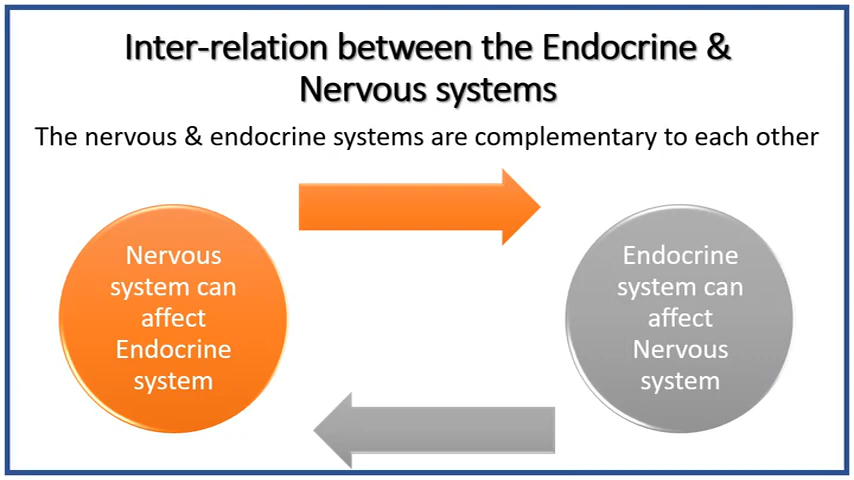 Inter-relation between the Endocrine &
Nervous systems
The nervous & endocrine systems are complementary to each other
Nervous
system can
affect
Endocrine
system
Endocrine
system can
affect
Nervous
system